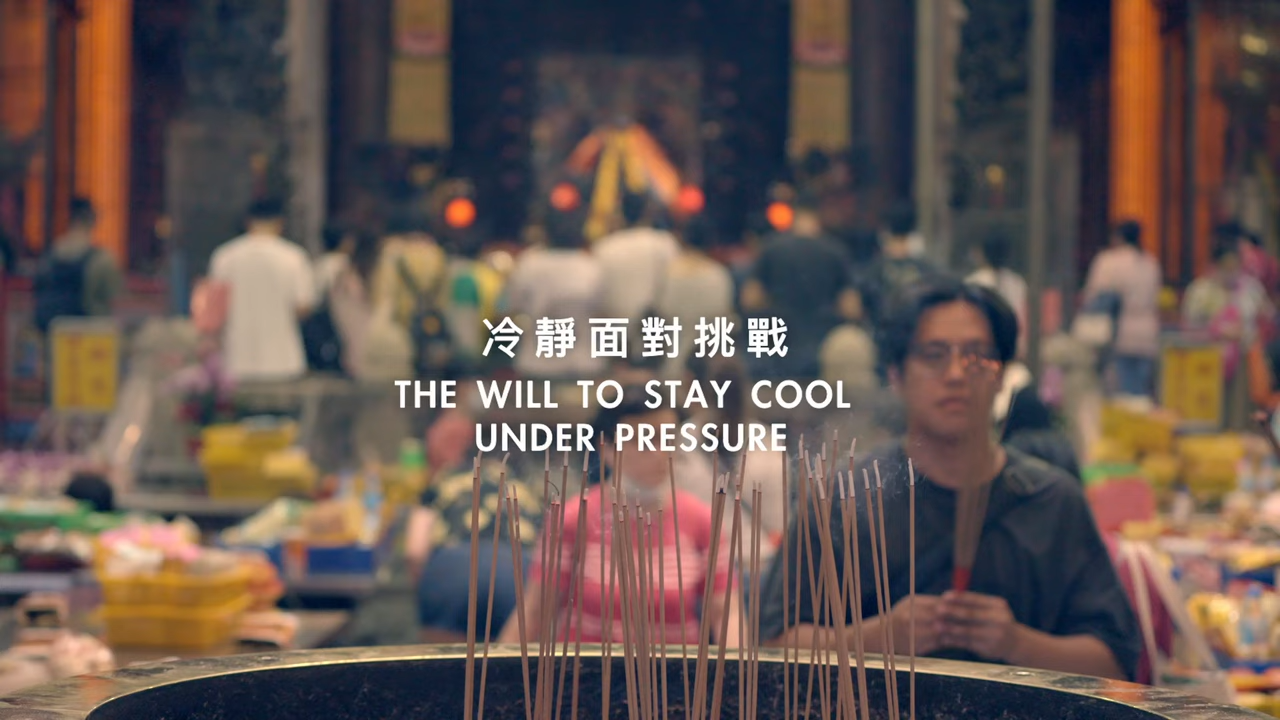 冷靜面對挑戰
THE WILL TO STAY COOL
UNDER PRESSURE